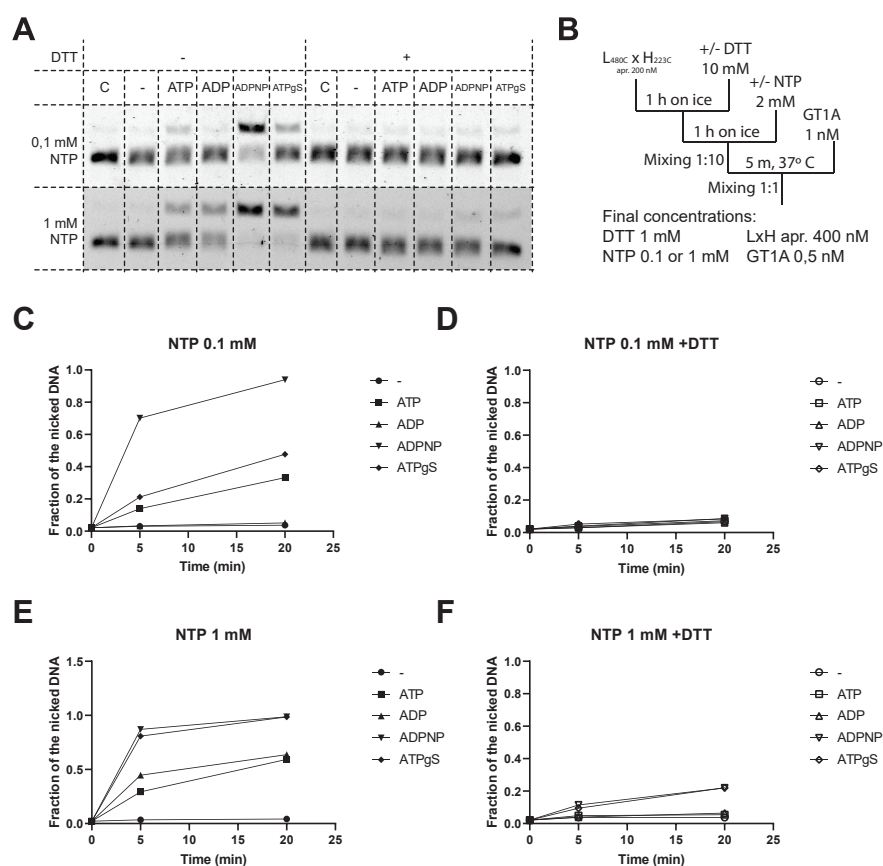 A
DTT - +
C - ATP ADP ADPNP ATPgS C - ATP ADP ADPNP ATPgS
0,1 mM
NTP
1 mM
NTP
B
L480C x H223C
apr. 200 nM
+/- DTT
10 mM
+/- NTP
2 mM
GT1A
1 nM
1 h on ice
1 h on ice
Mixing 1:10
5 m, 37º C
Mixing 1:1
Final concentrations:
DTT 1 mM LxH apr. 400 nM
NTP 0.1 or 1 mM GT1A 0,5 nM
C
NTP 0.1 mM
Fraction of the nicked DNA
1.0
0.8
0.6
0.4
0.2
0.0
0 5 10 15 20 25
Time (min)
-
ATP
ADP
ADPNP
ATPgS
D
NTP 0.1 mM +DTT
Fraction of the nicked DNA
1.0
0.8
0.6
0.4
0.2
0.0
0 5 10 15 20 25
Time (min)
-
ATP
ADP
ADPNP
ATPgS
E
NTP 1 mM
Fraction of the nicked DNA
1.5
1.0
0.5
0.0
0 5 10 15 20 25
Time (min)
-
ATP
ADP
ADPNP
ATPgS
F
NTP 1 mM +DTT
Fraction of the nicked DNA
1.0
0.8
0.6
0.4
0.2
0.0
0 5 10 15 20 25
Time (min)
-
ATP
ADP
ADPNP
ATPgS